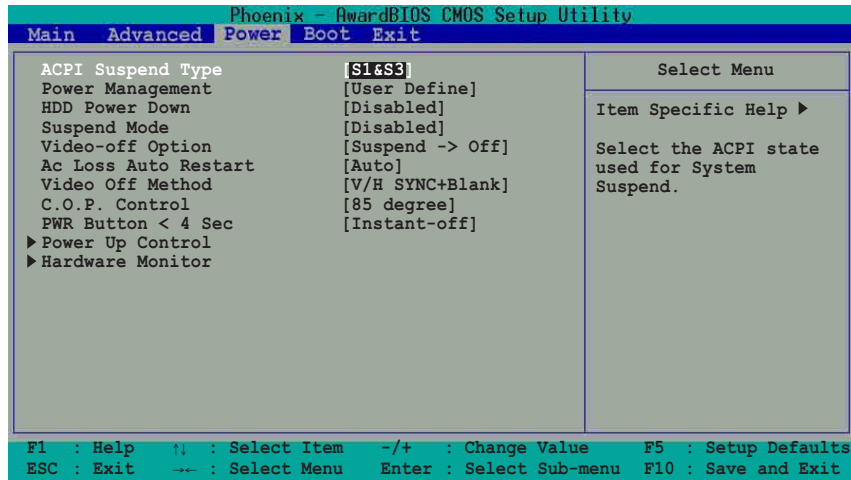 Phoenix - AwardBIOS CMOS Setup Utility
Main Advanced Power Boot Exit
ACPI Suspend Type [S1&S3]
Power Management [User Define]
HDD Power Down [Disabled]
Suspend Mode [Disabled]
Video-off Option [Suspend -> Off]
Ac Loss Auto Restart [Auto]
Video Off Method [V/H SYNC+Blank]
C.O.P. Control [85 degree]
PWR Button < 4 Sec [Instant-off]
▶Power Up Control
▶Hardware Monitor
Select Menu
Item Specific Help ▶
Select the ACPI state
used for System
Suspend.
F1 : Help ↑↓ : Select Item -/+ : Change Value F5 : Setup Defaults
ESC : Exit →← : Select Menu Enter : Select Sub-menu F10 : Save and Exit